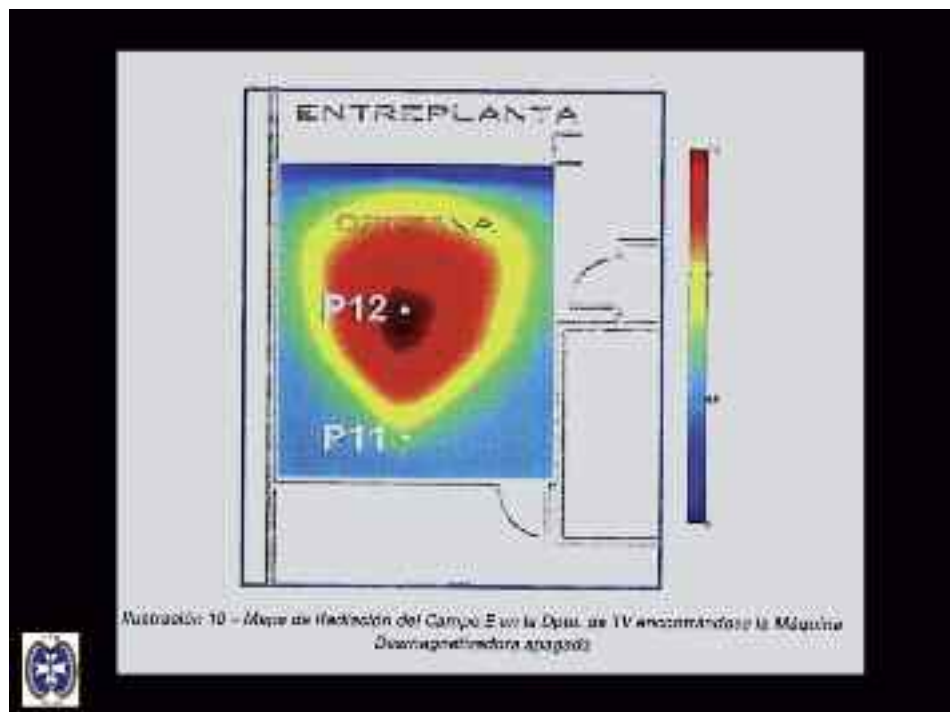 ENTREPLANTA
P12
P11
Ilustración 10 – Mapa de Radiación del Campo E en la Dpto. de TV encontrándose la Máquina
Desmagnetizadora apagada